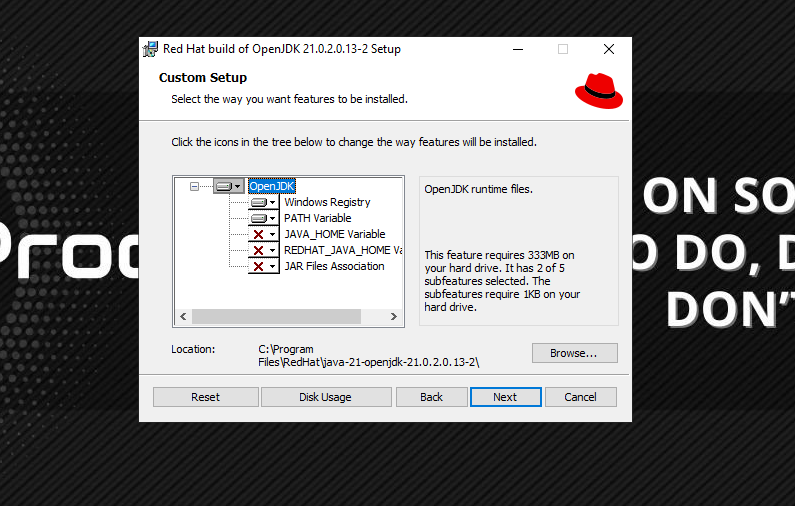 Red Hat build of OpenJDK 21.0.2.0.13-2 Setup
Custom Setup
Select the way you want features to be installed.
Click the icons in the tree below to change the way features will be installed.
OpenJDK
Windows Registry
PATH Variable
JAVA_HOME Variable
REDHAT_JAVA_HOME Va
JAR Files Association
OpenJDK runtime files.
This feature requires 333MB on
your hard drive. It has 2 of 5
subfeatures selected. The
subfeatures require 1KB on your
hard drive.
Location:
C:\Program
Files\RedHat\java-21-openjdk-21.0.2.0.13-2\
Browse...
Reset
Disk Usage
Back
Next
Cancel
Proc
ON SO
O DO, D
DON'T